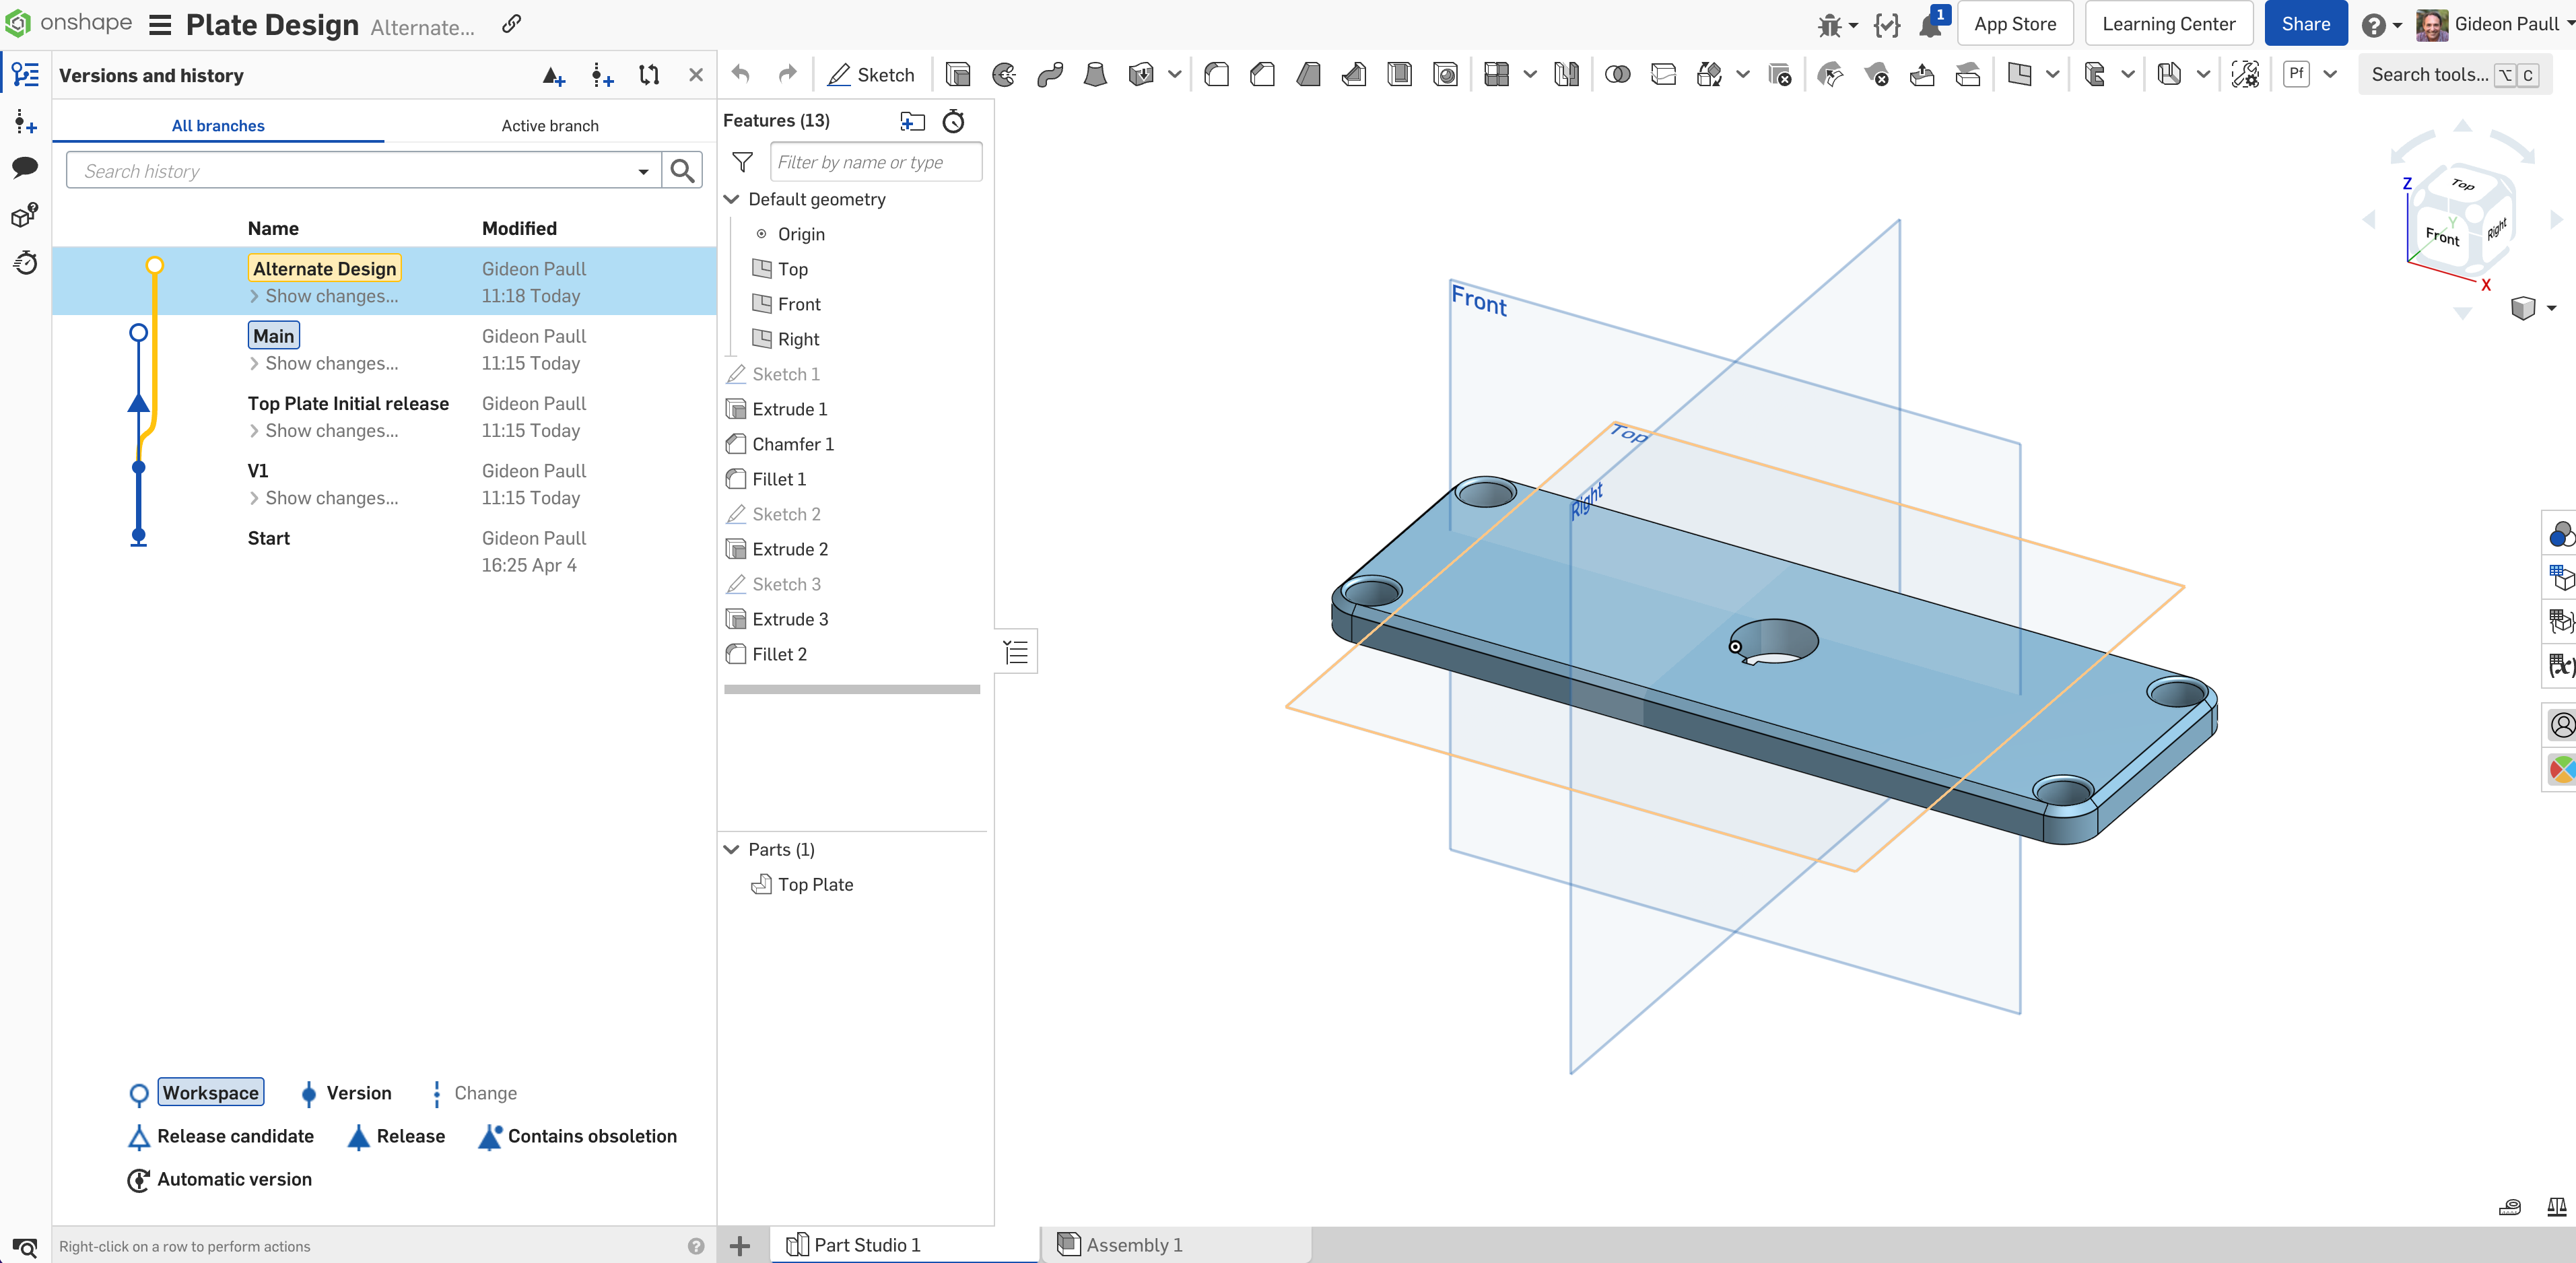 onshape
Plate Design Alternate...
1
App Store
Learning Center
Share
Gideon Paull
Versions and history
Sketch
Pf
Search tools... ⌥ C
All branches
Active branch
Search history
Name Modified
Alternate Design Gideon Paull
Show changes... 11:18 Today
Main Gideon Paull
Show changes... 11:15 Today
Top Plate Initial release Gideon Paull
Show changes... 11:15 Today
V1 Gideon Paull
Show changes... 11:15 Today
Start Gideon Paull
16:25 Apr 4
Workspace Version Change
Release candidate Release Contains obsoletion
Automatic version
Right-click on a row to perform actions
Features (13)
Filter by name or type
Default geometry
Origin
Top
Front
Right
Sketch 1
Extrude 1
Chamfer 1
Fillet 1
Sketch 2
Extrude 2
Sketch 3
Extrude 3
Fillet 2
Parts (1)
Top Plate
Front
Top
Right
Z
Top
Y
Front
Right
X
Part Studio 1
Assembly 1